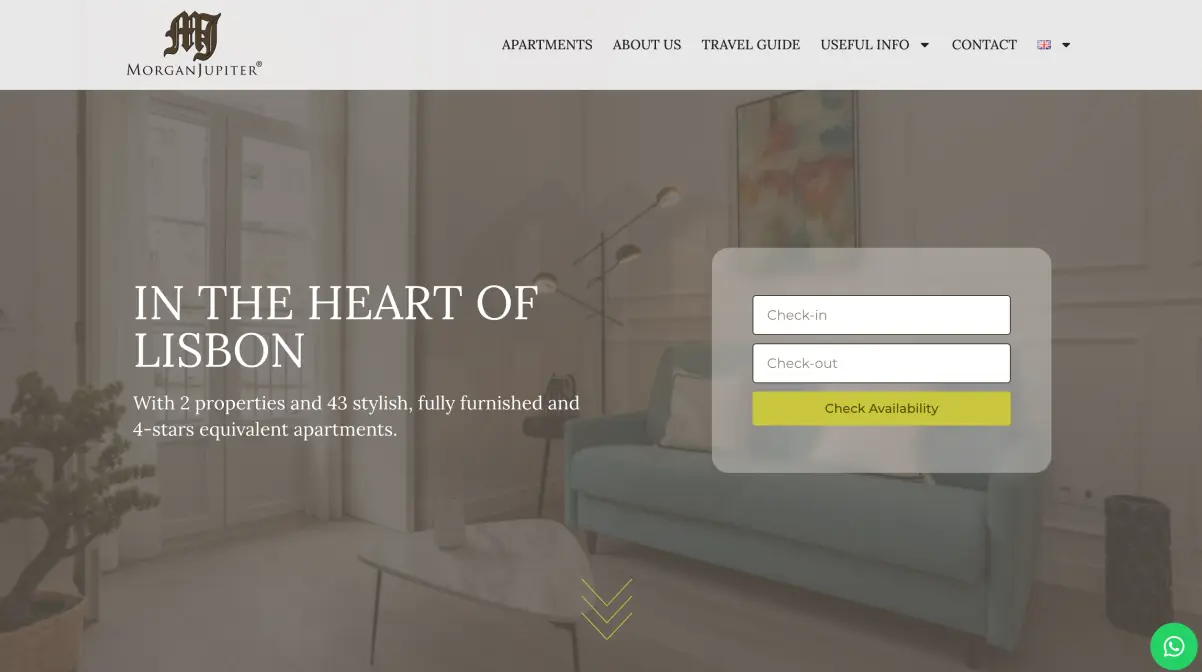 MJ
MORGANJUPITER®
APARTMENTS ABOUT US TRAVEL GUIDE USEFUL INFO CONTACT
IN THE HEART OF
LISBON
With 2 properties and 43 stylish, fully furnished and
4-stars equivalent apartments.
Check-in
Check-out
Check Availability